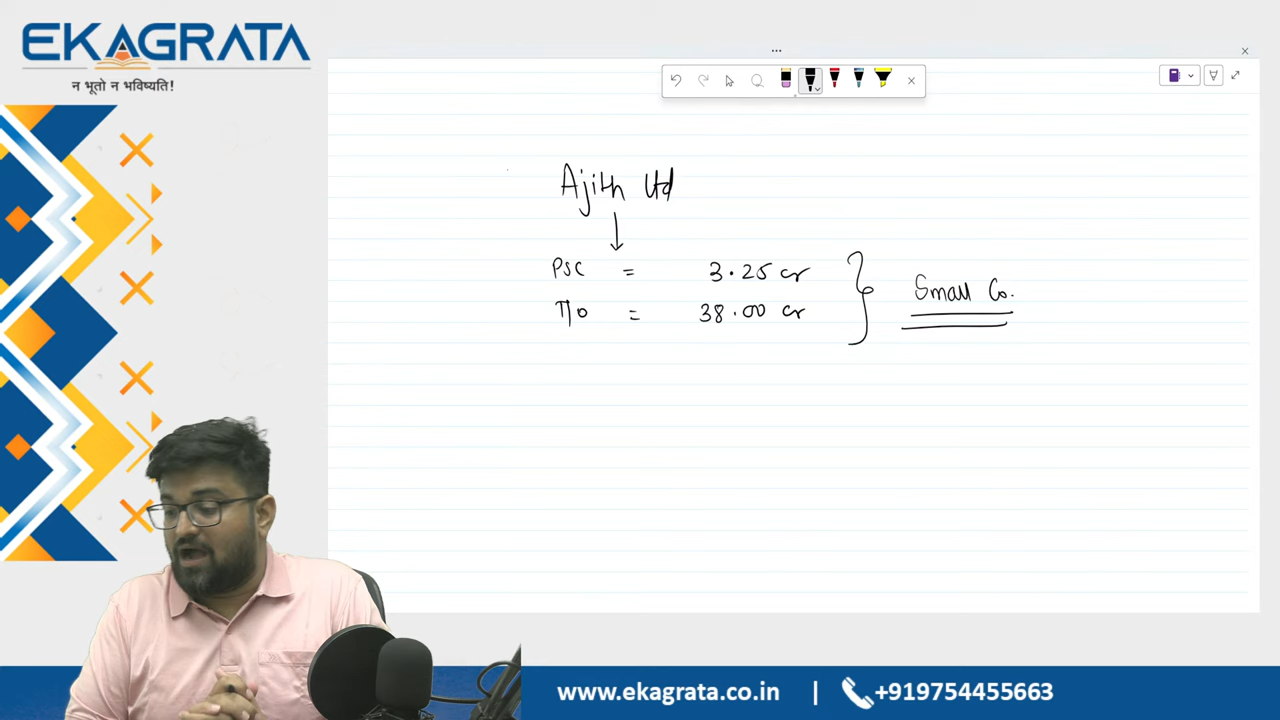 EKAGRATA
न भूतो न भविष्यति!
Ajith Ltd
PSC = 3.25 cr
T/o = 38.00 cr
Small Co.
www.ekagrata.co.in | +919754455663